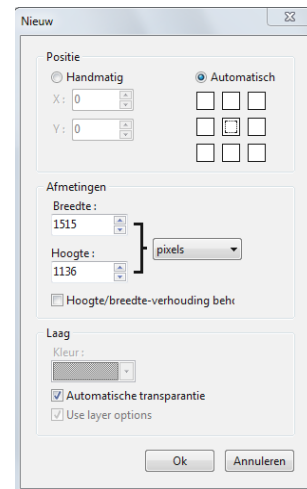 Nieuw
Positie
Handmatig
Automatisch
X: 0
Y: 0
Afmetingen
Breedte:
1515
Hoogte:
1136
pixels
Hoogte/breedte-verhouding beh
Laag
Kleur:
Automatische transparantie
Use layer options
Ok Annuleren